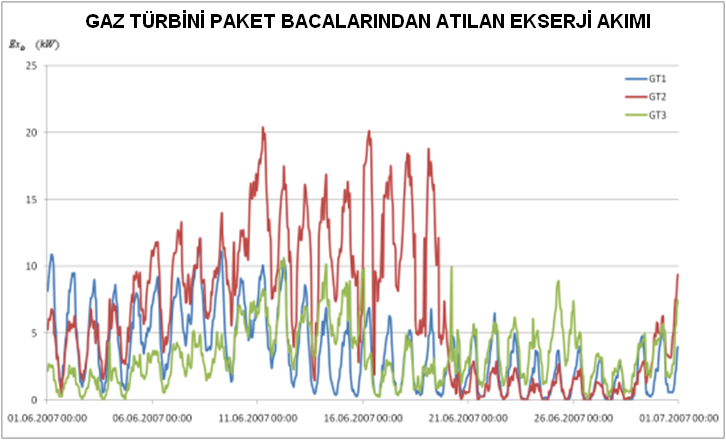 GAZ TÜRBİNİ PAKET BACALARINDAN ATILAN EKSERJİ AKIMI
Ex_D (kW)
25
GT1
GT2
20
GT3
15
10
5
0
01.06.2007 00:00 06.06.2007 00:00 11.06.2007 00:00 16.06.2007 00:00 21.06.2007 00:00 26.06.2007 00:00 01.07.2007 00:00